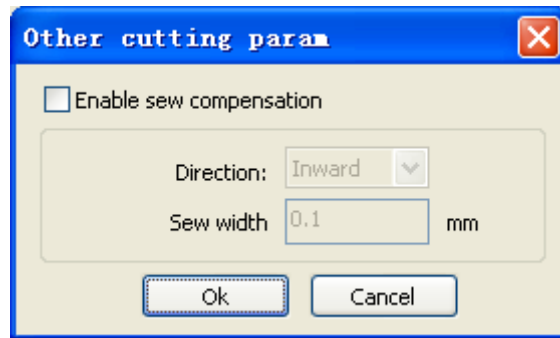 Other cutting param
Enable sew compensation
Direction: Inward
Sew width 0.1 mm
Ok Cancel